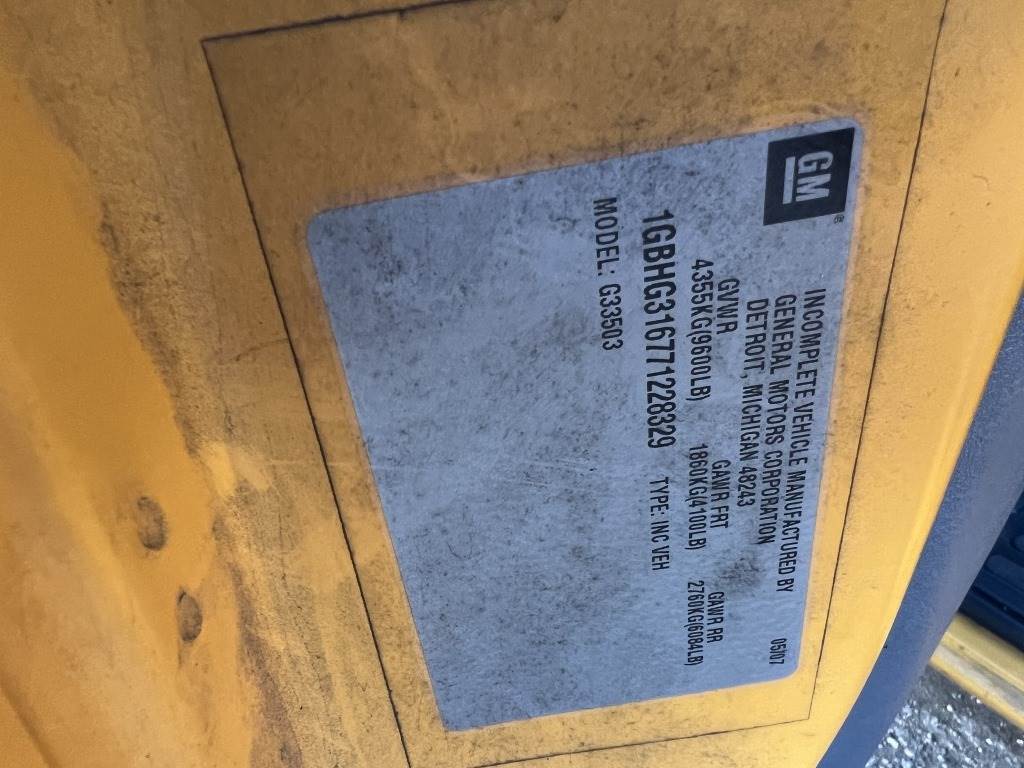 GM
INCOMPLETE VEHICLE MANUFACTURED BY
GENERAL MOTORS CORPORATION
DETROIT, MICHIGAN 48243
05/07
GVWR GAWR FRT GAWR RR
4355KG(9600LB) 1860KG(4100LB) 2760KG(6084LB)
1GBHG316771228329 TYPE: INC VEH
MODEL: G33503